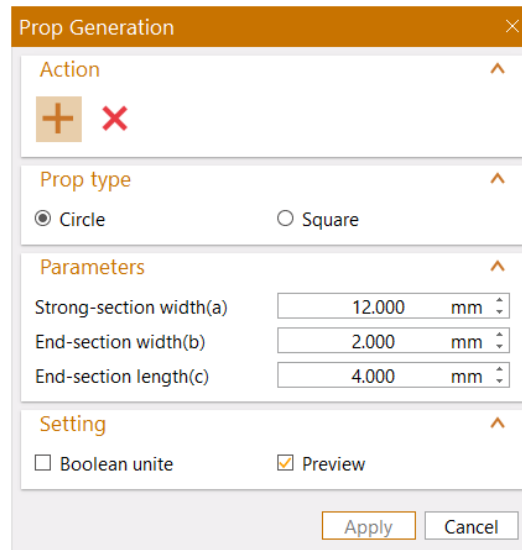 Prop Generation
Action
Prop type
Circle Square
Parameters
Strong-section width(a) 12.000 mm
End-section width(b) 2.000 mm
End-section length(c) 4.000 mm
Setting
Boolean unite Preview
Apply Cancel